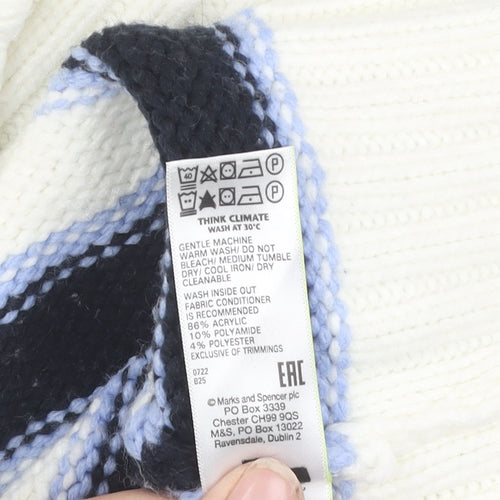 40 P
P
THINK CLIMATE
WASH AT 30°C
GENTLE MACHINE
WARM WASH/ DO NOT
BLEACH/ MEDIUM TUMBLE
DRY/ COOL IRON/ DRY
CLEANABLE
WASH INSIDE OUT
FABRIC CONDITIONER
IS RECOMMENDED
86% ACRYLIC
10% POLYAMIDE
4% POLYESTER
EXCLUSIVE OF TRIMMINGS
0722
825
EAC
© Marks and Spencer plc
PO Box 3339
Chester CH99 9QS
M&S, PO Box 13022
Ravensdale, Dublin 2